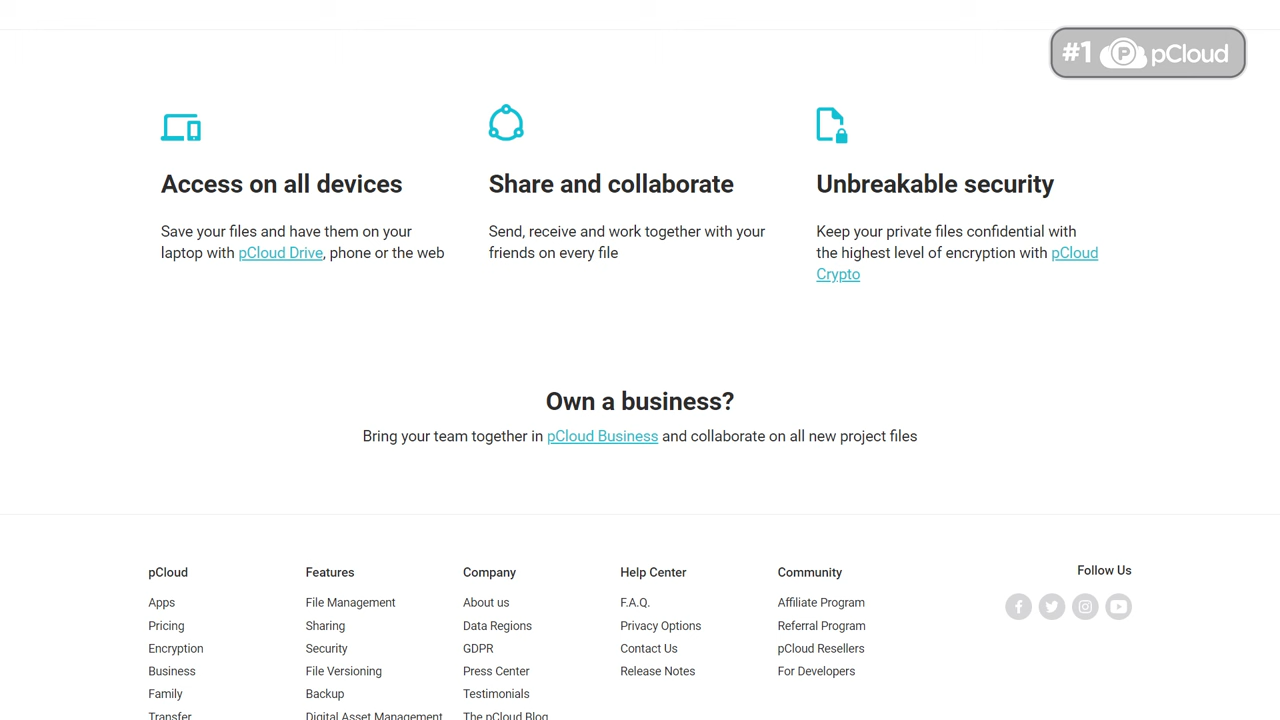 #1 pCloud
Access on all devices
Save your files and have them on your
laptop with pCloud Drive, phone or the web
Share and collaborate
Send, receive and work together with your
friends on every file
Unbreakable security
Keep your private files confidential with
the highest level of encryption with pCloud
Crypto
Own a business?
Bring your team together in pCloud Business and collaborate on all new project files
pCloud
Apps
Pricing
Encryption
Business
Family
Transfer
Features
File Management
Sharing
Security
File Versioning
Backup
Digital Asset Management
Company
About us
Data Regions
GDPR
Press Center
Testimonials
The pCloud Blog
Help Center
F.A.Q.
Privacy Options
Contact Us
Release Notes
Community
Affiliate Program
Referral Program
pCloud Resellers
For Developers
Follow Us